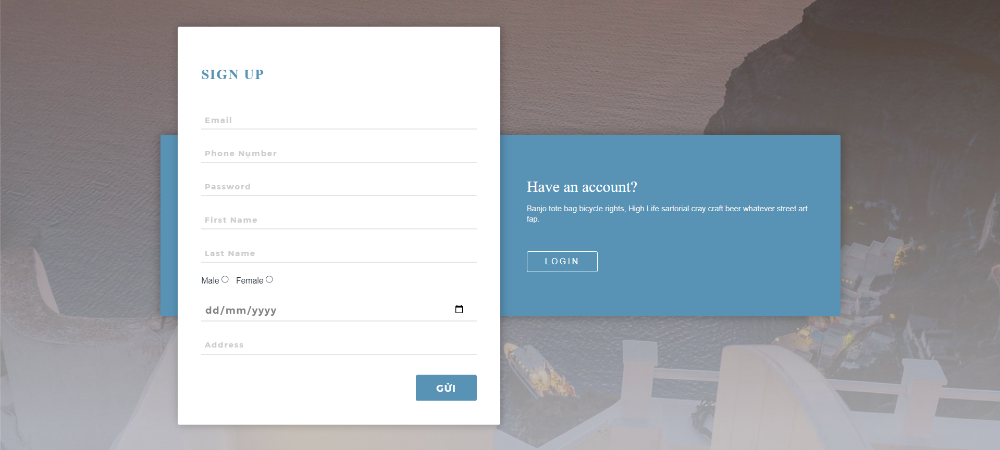 SIGN UP
Email
Phone Nụmber
Password
First Name
Last Name
Male Female
dd/mm/yyyy
Address
GỬI
Have an account?
Banjo tote bag bicycle rights, High Life sartorial cray craft beer whatever street art
fap.
LOGIN